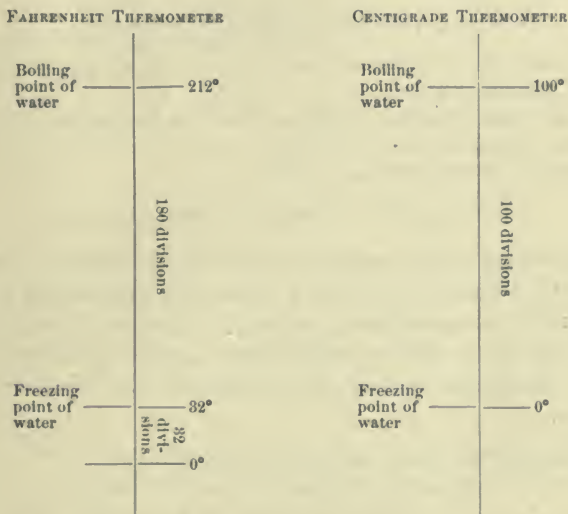 FAHRENHEIT THERMOMETER
Boiling
point of
water
212°
180 divisions
Freezing
point of
water
32°
32
divi-
sions
0°
CENTIGRADE THERMOMETER
Boiling
point of
water
100°
100 divisions
Freezing
point of
water
0°